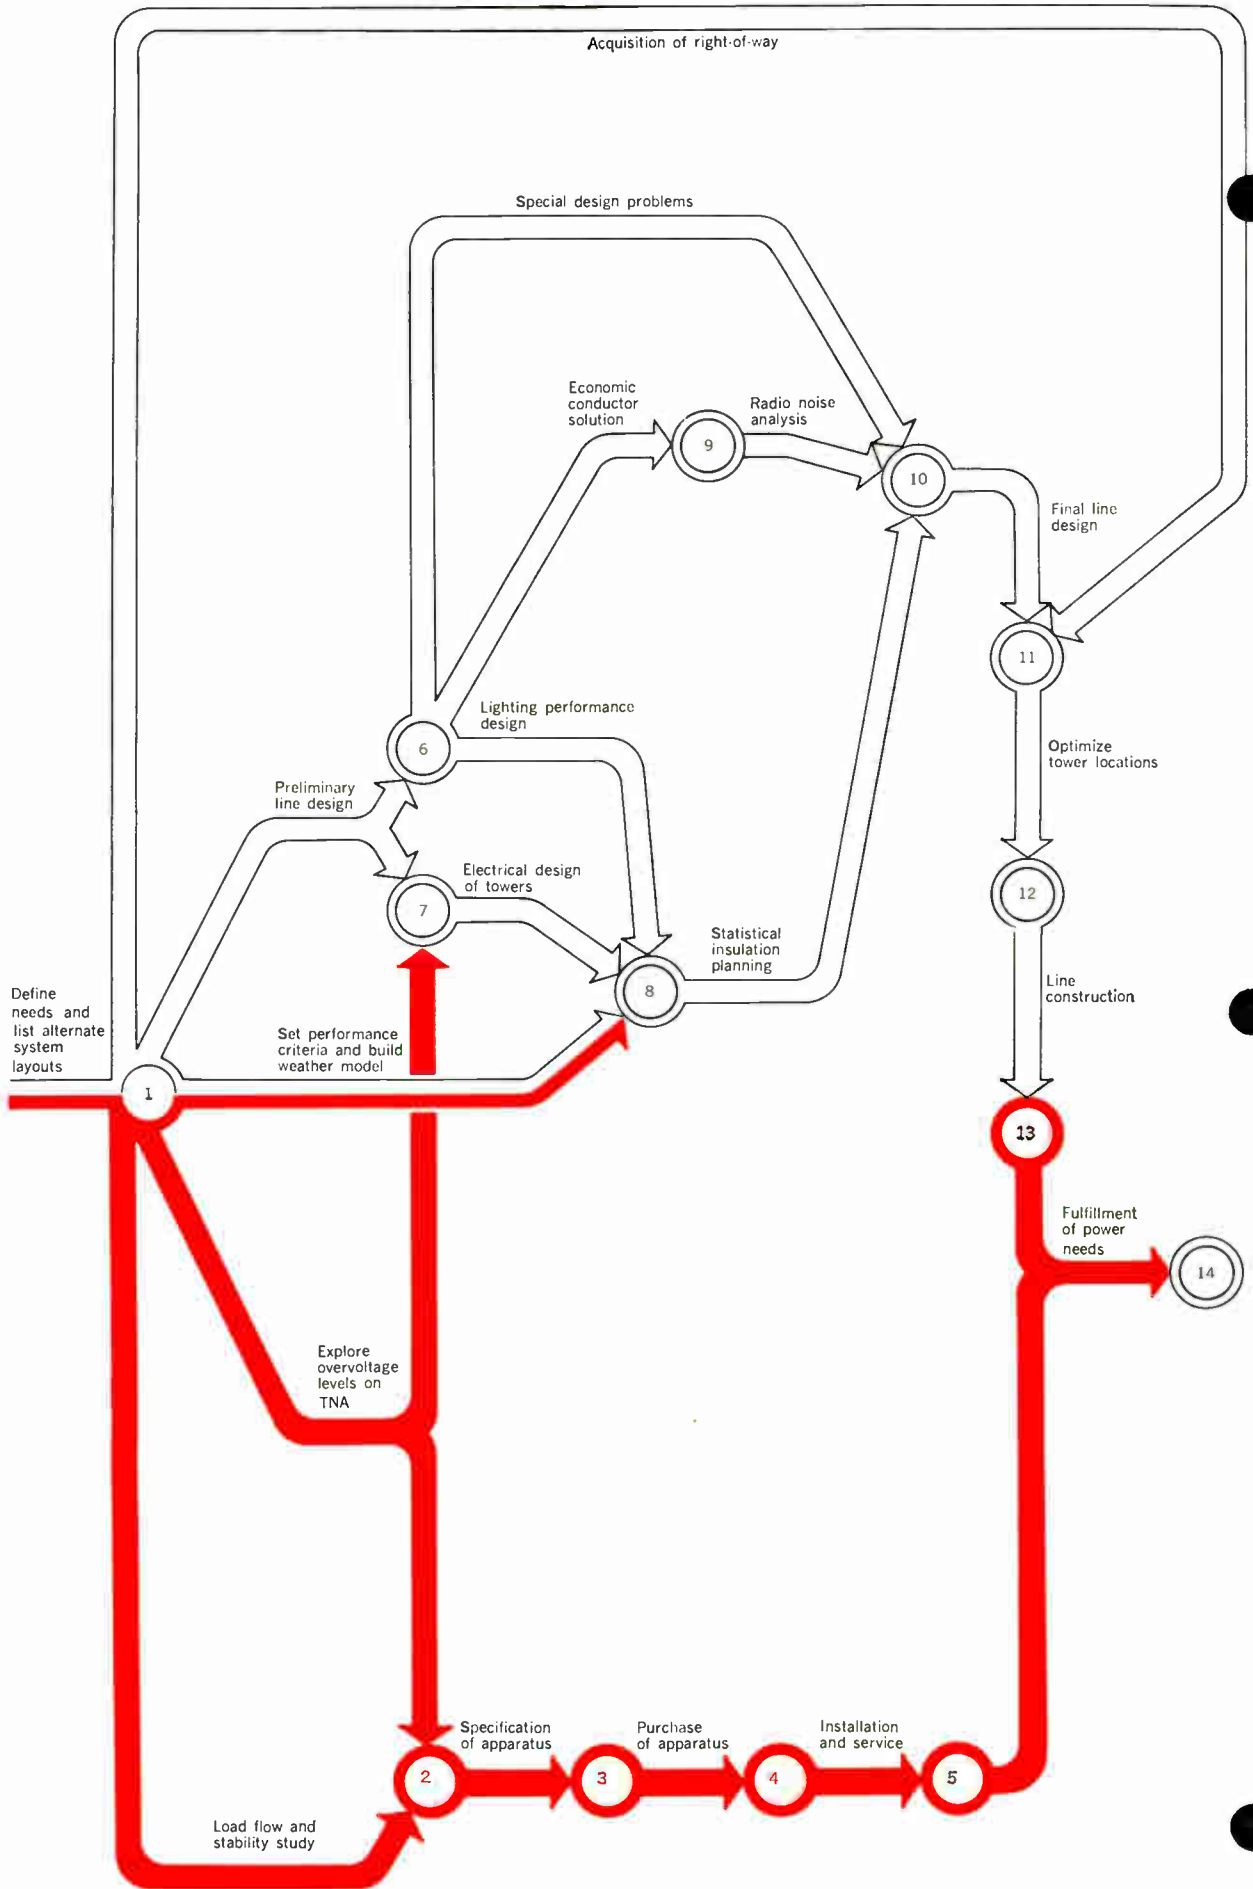 Acquisition of right-of-way
Special design problems
Economic
conductor
solution
Radio noise
analysis
9
10
Final line
design
11
Lighting performance
design
6
Optimize
tower locations
Preliminary
line design
Electrical design
of towers
7
12
Statistical
insulation
planning
8
Line
construction
Define
needs and
list alternate
system
layouts
Set performance
criteria and build
weather model
1
13
Fulfillment
of power
needs
14
Explore
overvoltage
levels on
TNA
Specification
of apparatus
Purchase
of apparatus
Installation
and service
2
3
4
5
Load flow and
stability study